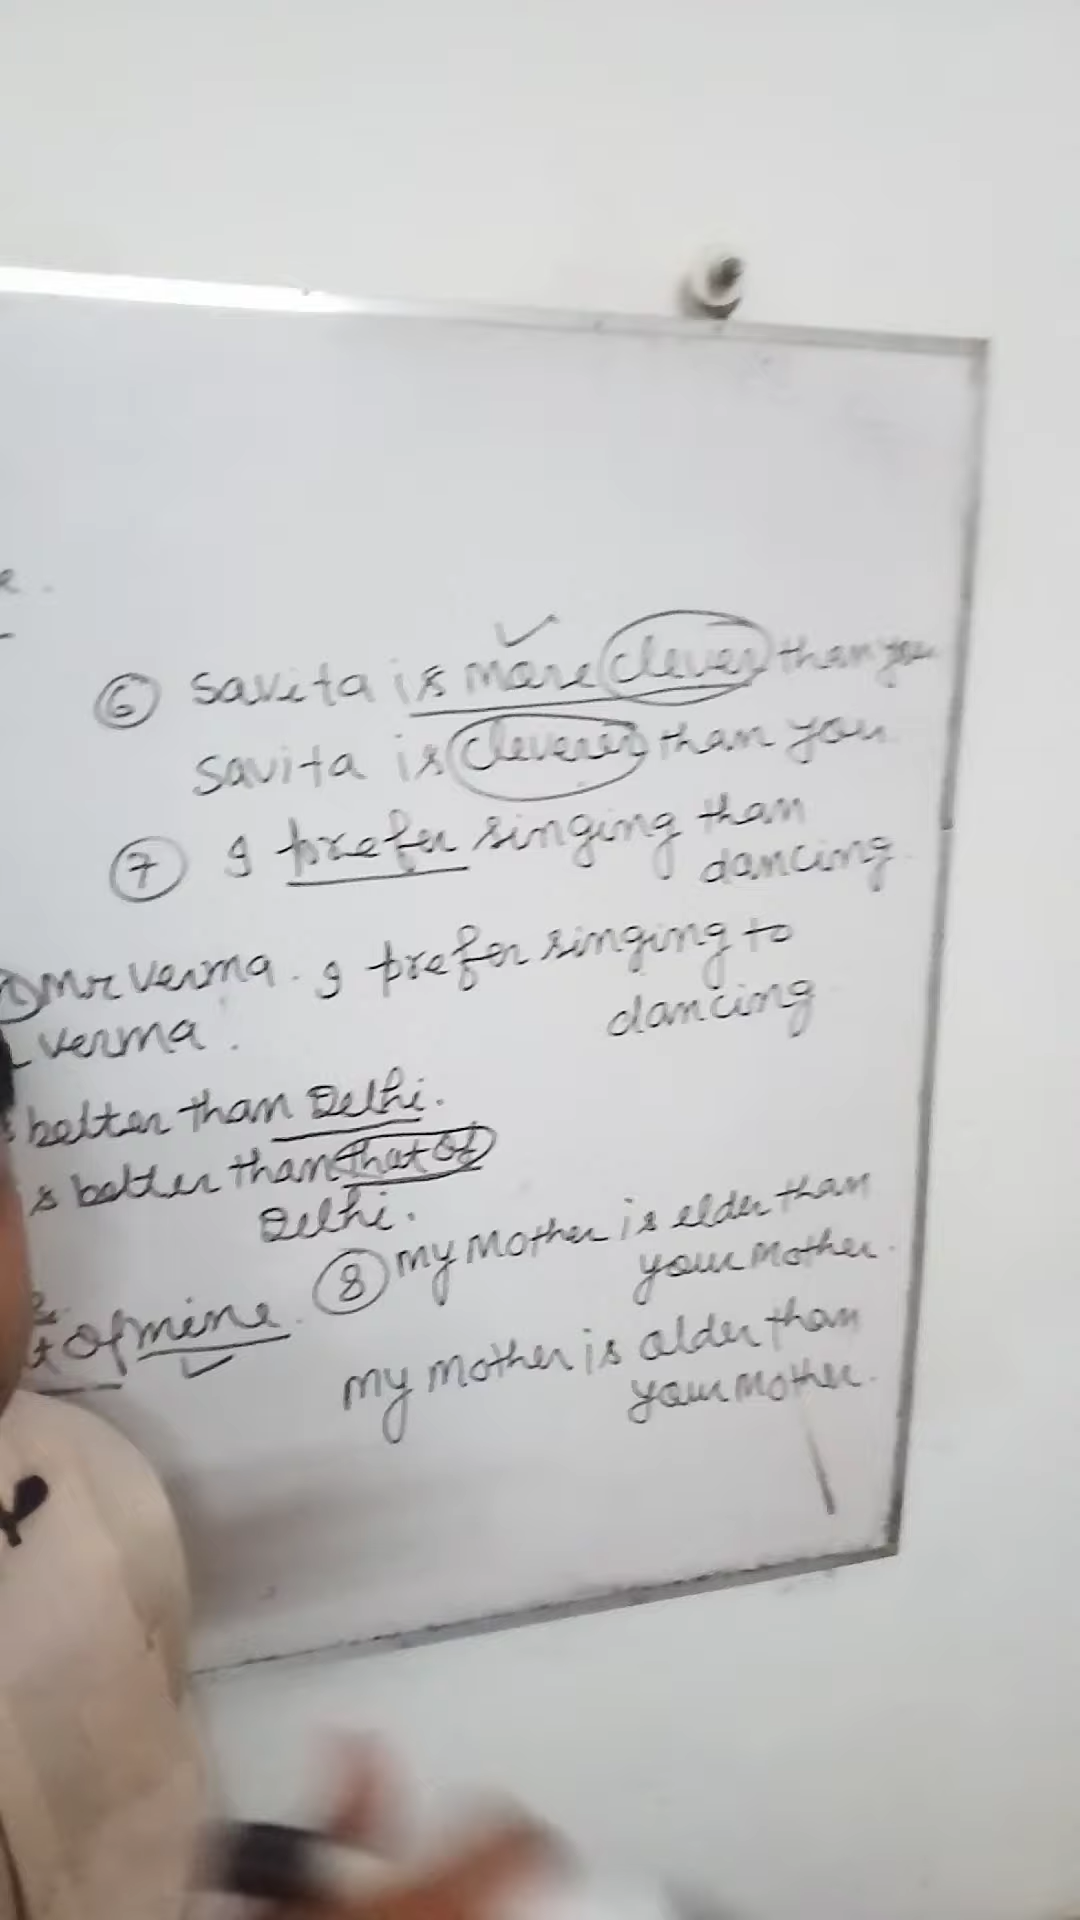 ⑥ Savita is more clever than you
Savita is cleverer than you
⑦ I prefer singing than
dancing.
Mr Verma. I prefer singing to
dancing
Verma.
better than Delhi.
s better than that of
Delhi.
⑧ my mother is elder than
your mother.
of mine.
my mother is older than
your mother.